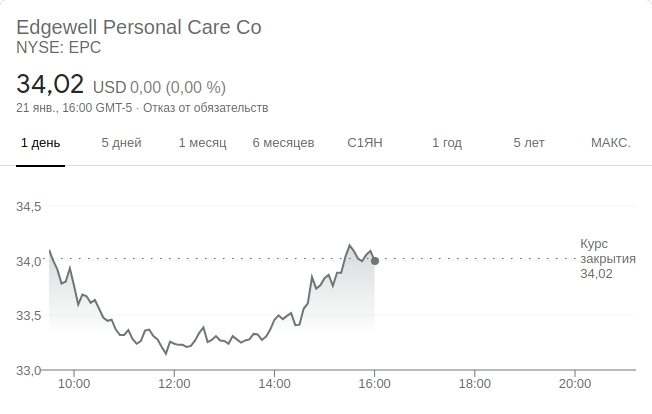 Edgewell Personal Care Co
NYSE: EPC
34,02 USD 0,00 (0,00 %)
21 янв., 16:00 GMT-5 · Отказ от обязательств
1 день 5 дней 1 месяц 6 месяцев С1ЯН 1 год 5 лет МАКС.
34,5
34,0
33,5
33,0
Курс
закрытия
34,02
10:00 12:00 14:00 16:00 18:00 20:00